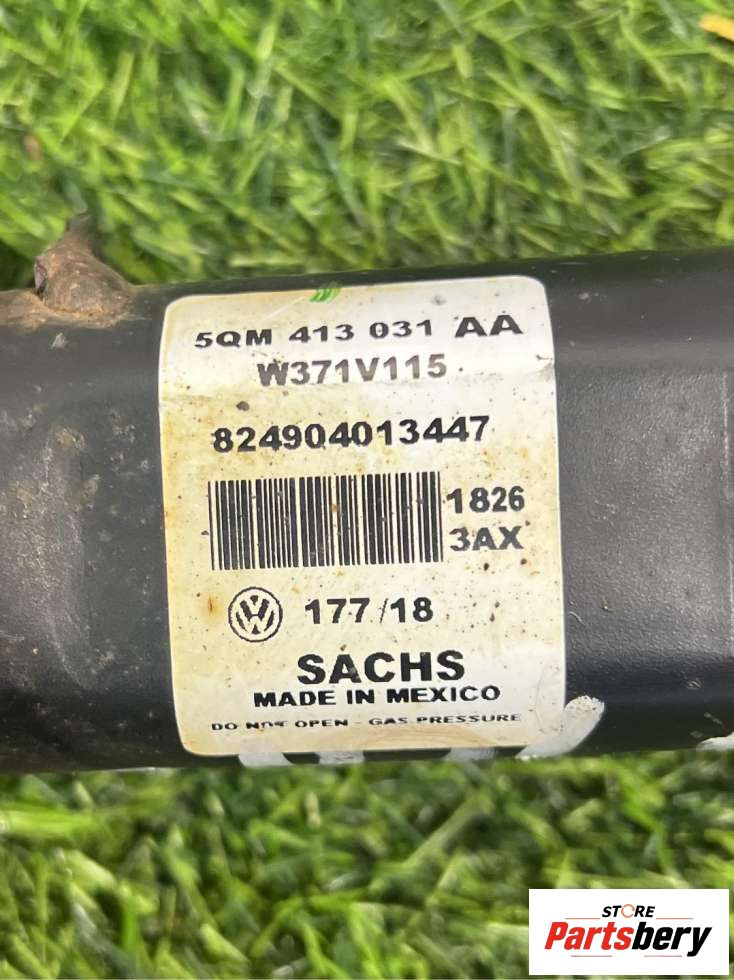 5QM 413 031 AA
W371V115
824904013447
1826
3AX
VW 177/18
SACHS
MADE IN MEXICO
DO NOT OPEN - GAS PRESSURE
STORE
Partsbery